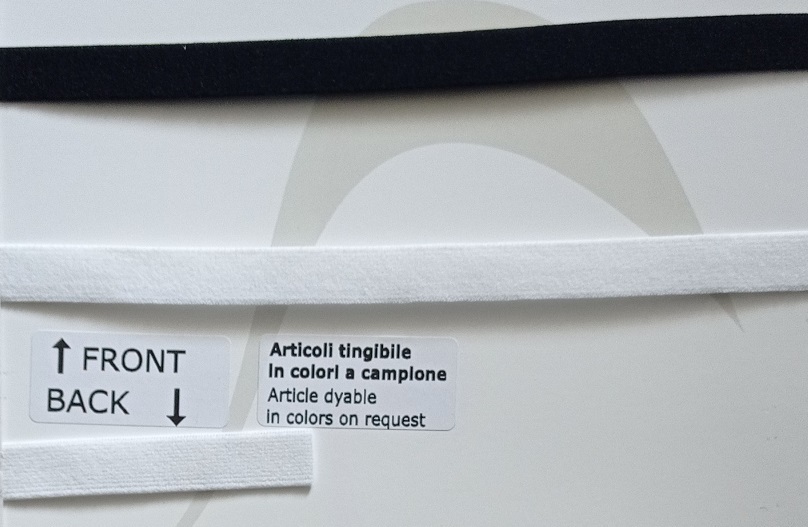 ↑ FRONT
BACK ↓
Articoli tingibile
in colori a campione
Article dyable
in colors on request